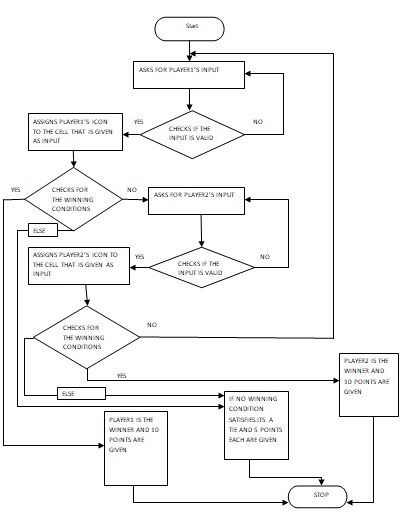 Start
ASKS FOR PLAYER1'S INPUT
YES
NO
ASSIGNS PLAYER1'S ICON
TO THE CELL THAT IS GIVEN
AS INPUT
CHECKS IF THE
INPUT IS VALID
YES
NO
CHECKS FOR
THE WINNING
CONDITIONS
ASKS FOR PLAYER2'S INPUT
ELSE
ASSIGNS PLAYER2'S ICON TO
THE CELL THAT IS GIVEN AS
INPUT
YES
NO
CHECKS IF THE
INPUT IS VALID
CHECKS FOR
THE WINNING
CONDITIONS
NO
YES
ELSE
PLAYER2 IS THE
WINNER AND
10 POINTS ARE
GIVEN
IF NO WINNING
CONDITION
SATISFIES.ITS A
TIE AND 5 POINTS
EACH ARE GIVEN
PLAYER1 IS THE
WINNER AND 10
POINTS ARE
GIVEN
STOP